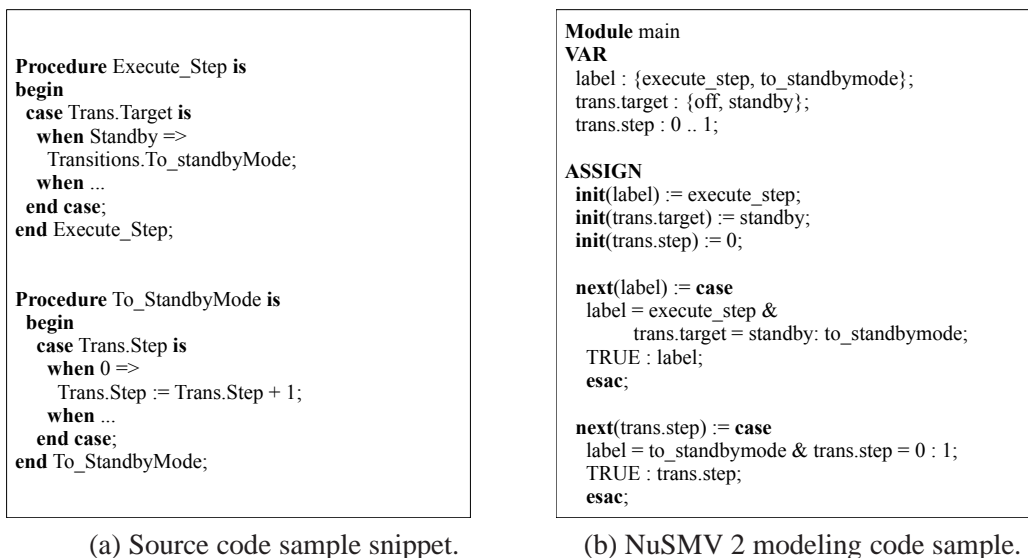 Procedure Execute_Step is
begin
case Trans.Target is
when Standby =>
Transitions.To_standbyMode;
when ...
end case;
end Execute_Step;
Procedure To_StandbyMode is
begin
case Trans.Step is
when 0 =>
Trans.Step := Trans.Step + 1;
when ...
end case;
end To_StandbyMode;
(a) Source code sample snippet.
Module main
VAR
label : {execute_step, to_standbymode};
trans.target : {off, standby};
trans.step : 0 .. 1;
ASSIGN
init(label) := execute_step;
init(trans.target) := standby;
init(trans.step) := 0;
next(label) := case
label = execute_step &
trans.target = standby: to_standbymode;
TRUE : label;
esac;
next(trans.step) := case
label = to_standbymode & trans.step = 0 : 1;
TRUE : trans.step;
esac;
(b) NuSMV 2 modeling code sample.